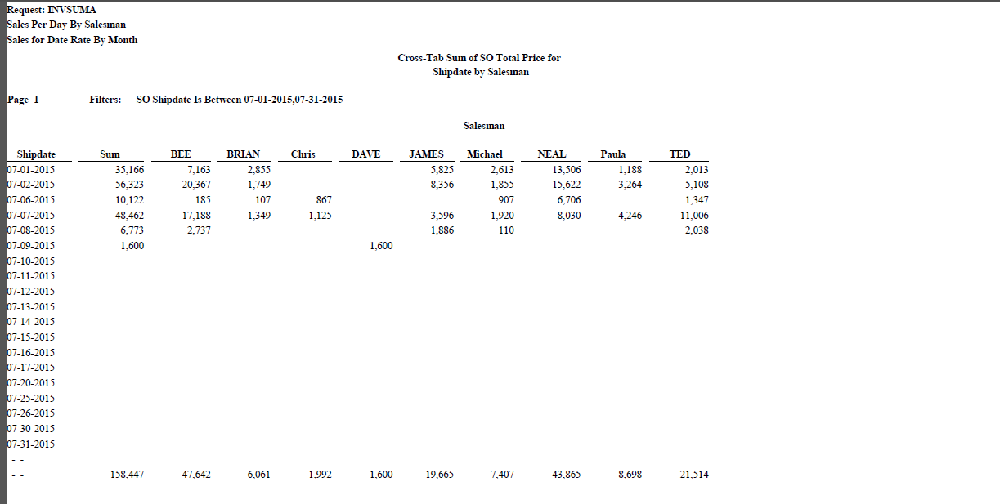 Request: INVSUMA
Sales Per Day By Salesman
Sales for Date Rate By Month
Cross-Tab Sum of SO Total Price for
Shipdate by Salesman
Page 1 Filters: SO Shipdate Is Between 07-01-2015,07-31-2015
Salesman
Shipdate Sum BEE BRIAN Chris DAVE JAMES Michael NEAL Paula TED
07-01-2015 35,166 7,163 2,855 5,825 2,613 13,506 1,188 2,013
07-02-2015 56,323 20,367 1,749 8,356 1,855 15,622 3,264 5,108
07-06-2015 10,122 185 107 867 907 6,706 1,347
07-07-2015 48,462 17,188 1,349 1,125 3,596 1,920 8,030 4,246 11,006
07-08-2015 6,773 2,737 1,886 110 2,038
07-09-2015 1,600 1,600
07-10-2015
07-11-2015
07-12-2015
07-13-2015
07-14-2015
07-15-2015
07-16-2015
07-17-2015
07-20-2015
07-25-2015
07-26-2015
07-30-2015
07-31-2015
- -
- - 158,447 47,642 6,061 1,992 1,600 19,665 7,407 43,865 8,698 21,514